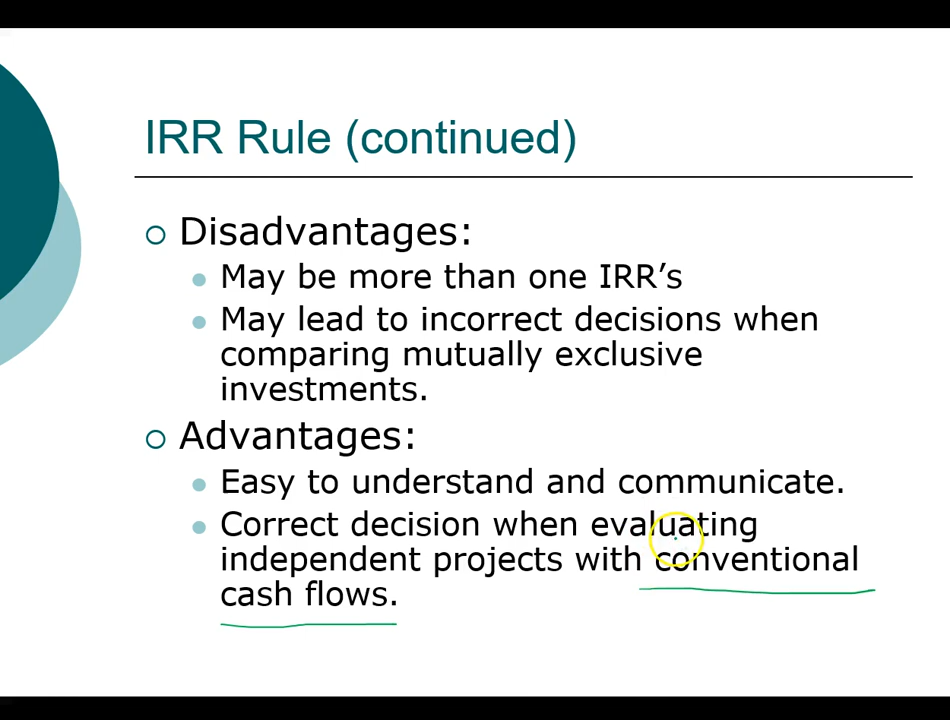 IRR Rule (continued)
Disadvantages:
May be more than one IRR's
May lead to incorrect decisions when
comparing mutually exclusive
investments.
Advantages:
Easy to understand and communicate.
Correct decision when evaluating
independent projects with conventional
cash flows.